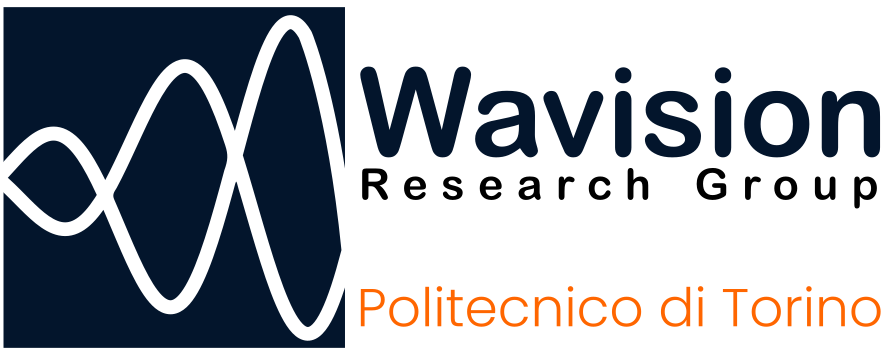 Wavision
Research Group
Politecnico di Torino